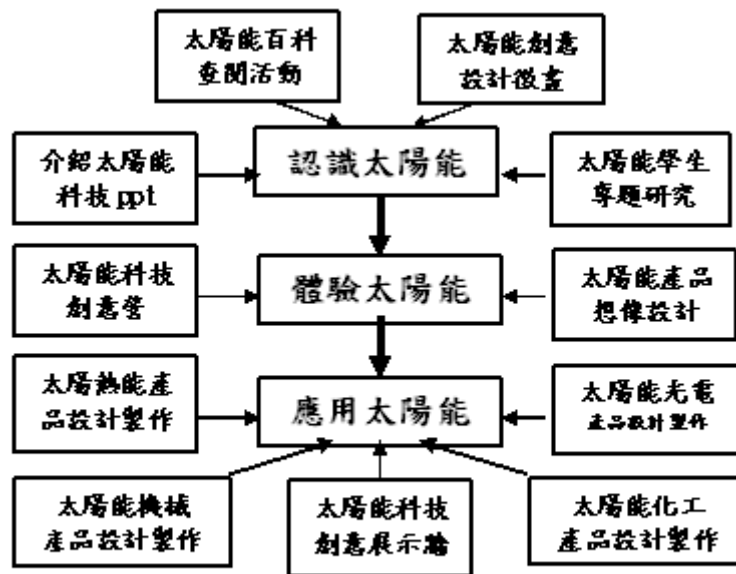 太陽能百科
查閱活動
太陽能創意
設計徵畫
介紹太陽能
科技 ppt
認識太陽能
太陽能學生
專題研究
太陽能科技
創意營
體驗太陽能
太陽能產品
想像設計
太陽熱能產
品設計製作
應用太陽能
太陽能光電
產品設計製作
太陽能機械
產品設計製作
太陽能科技
創意展示
太陽能化工
產品設計製作